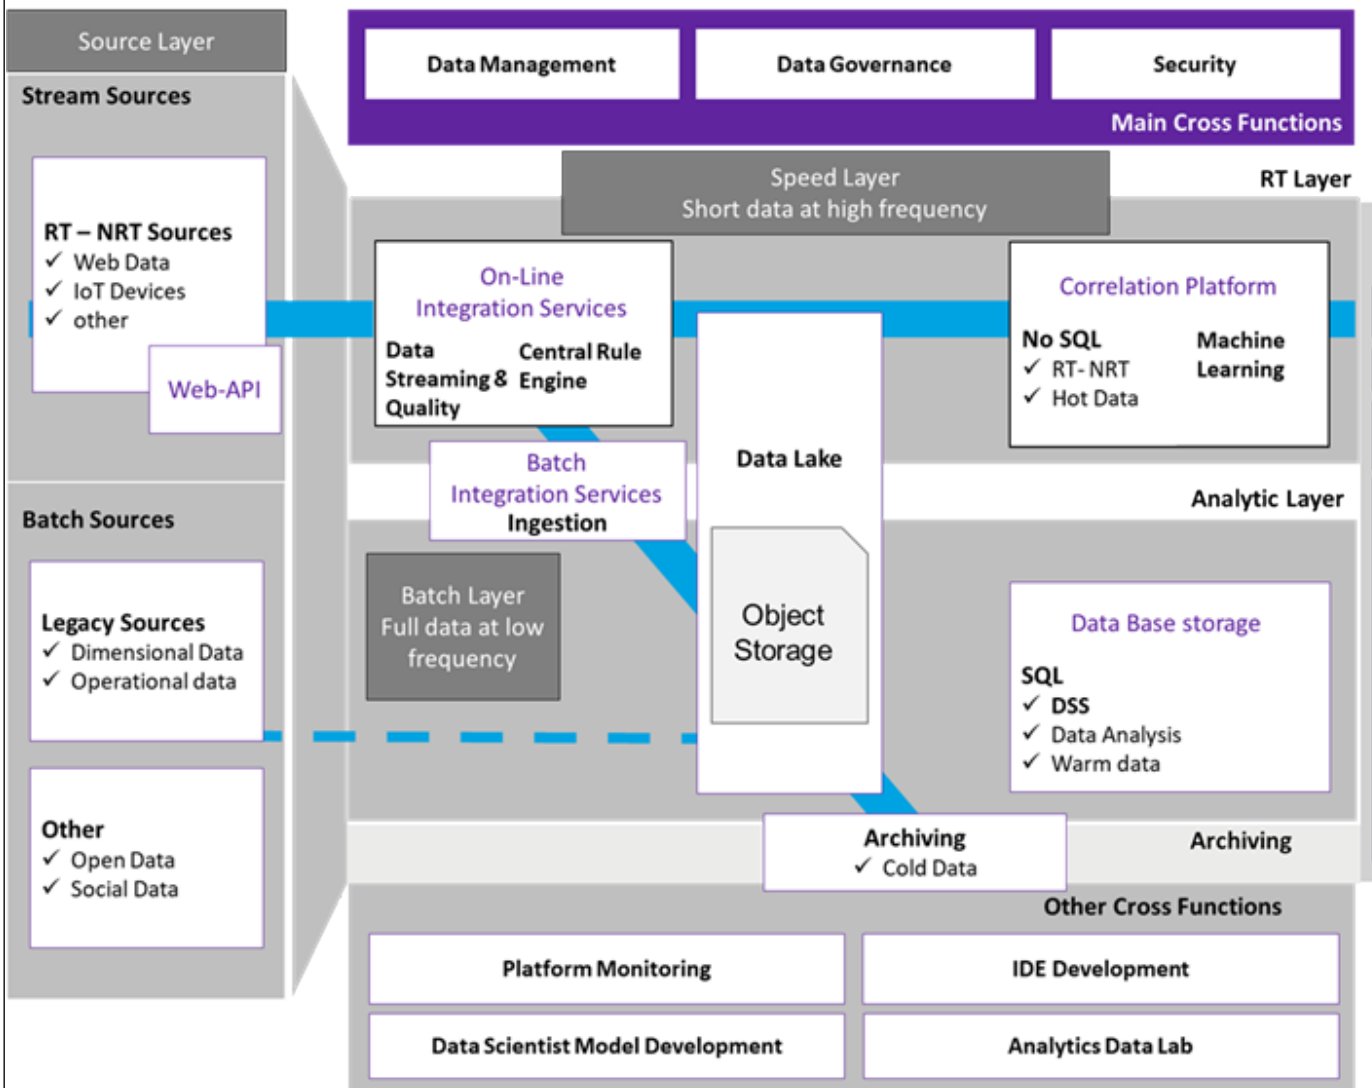 Source Layer
Stream Sources
RT – NRT Sources
✓ Web Data
✓ IoT Devices
✓ other
Web-API
Batch Sources
Legacy Sources
✓ Dimensional Data
✓ Operational data
Other
✓ Open Data
✓ Social Data
Data Management
Data Governance
Security
Main Cross Functions
Speed Layer
Short data at high frequency
RT Layer
On-Line
Integration Services
Data
Streaming &
Quality
Central Rule
Engine
Correlation Platform
No SQL
✓ RT- NRT
✓ Hot Data
Machine
Learning
Batch
Integration Services
Ingestion
Data Lake
Object
Storage
Analytic Layer
Batch Layer
Full data at low
frequency
Data Base storage
SQL
✓ DSS
✓ Data Analysis
✓ Warm data
Archiving
✓ Cold Data
Archiving
Other Cross Functions
Platform Monitoring
IDE Development
Data Scientist Model Development
Analytics Data Lab